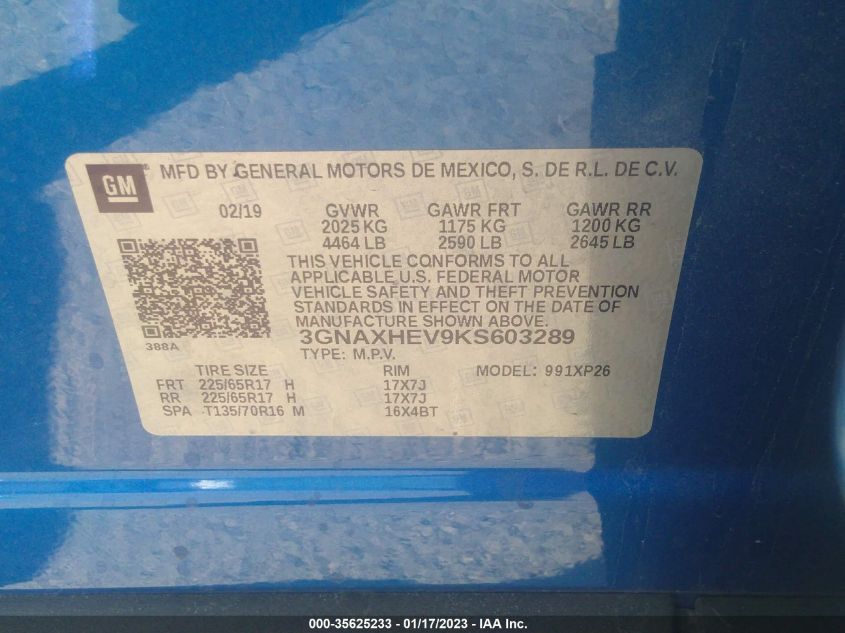 GM MFD BY GENERAL MOTORS DE MEXICO, S. DE R.L. DE C.V.
02/19 GVWR GAWR FRT GAWR RR
2025 KG 1175 KG 1200 KG
4464 LB 2590 LB 2645 LB
THIS VEHICLE CONFORMS TO ALL
APPLICABLE U.S. FEDERAL MOTOR
VEHICLE SAFETY AND THEFT PREVENTION
STANDARDS IN EFFECT ON THE DATE OF
MANUFACTURE SHOWN ABOVE.
388A 3GNAXHEV9KS603289
TYPE: M.P.V.
TIRE SIZE RIM MODEL: 991XP26
FRT 225/65R17 H 17X7J
RR 225/65R17 H 17X7J
SPA T135/70R16 M 16X4BT
000-35625233 - 01/17/2023 - IAA Inc.